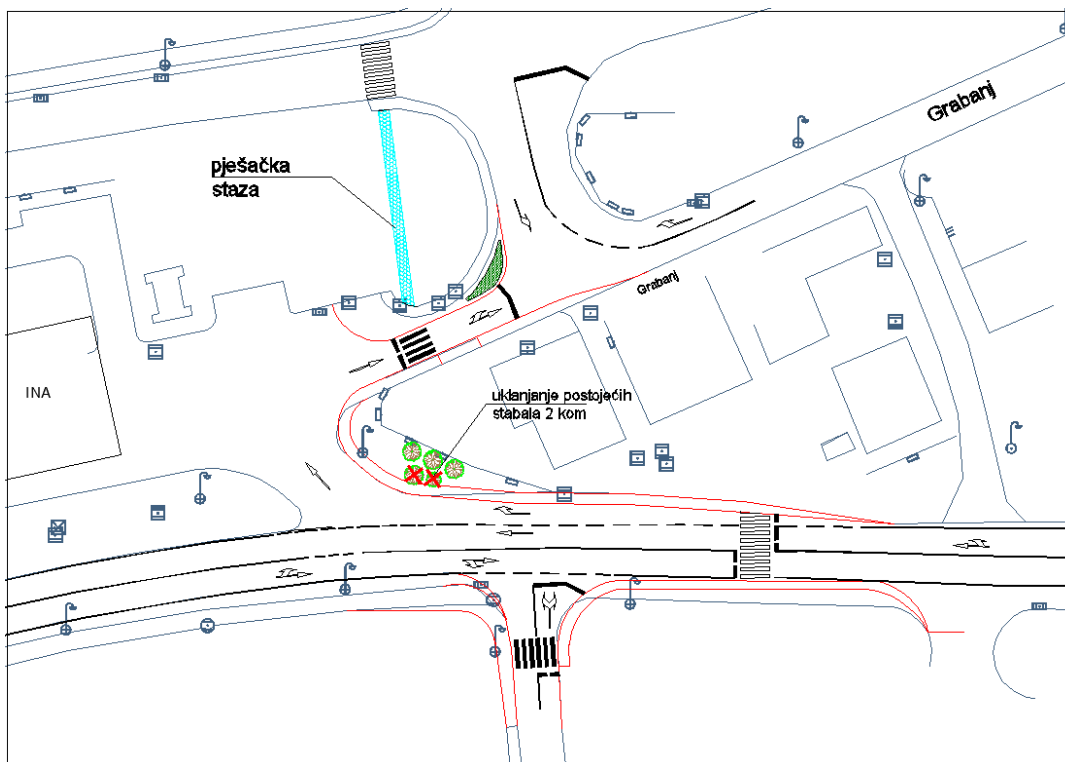 Grabanj
pješačka
staza
Grabanj
uklanjanje postojećih
stabala 2 kom
INA